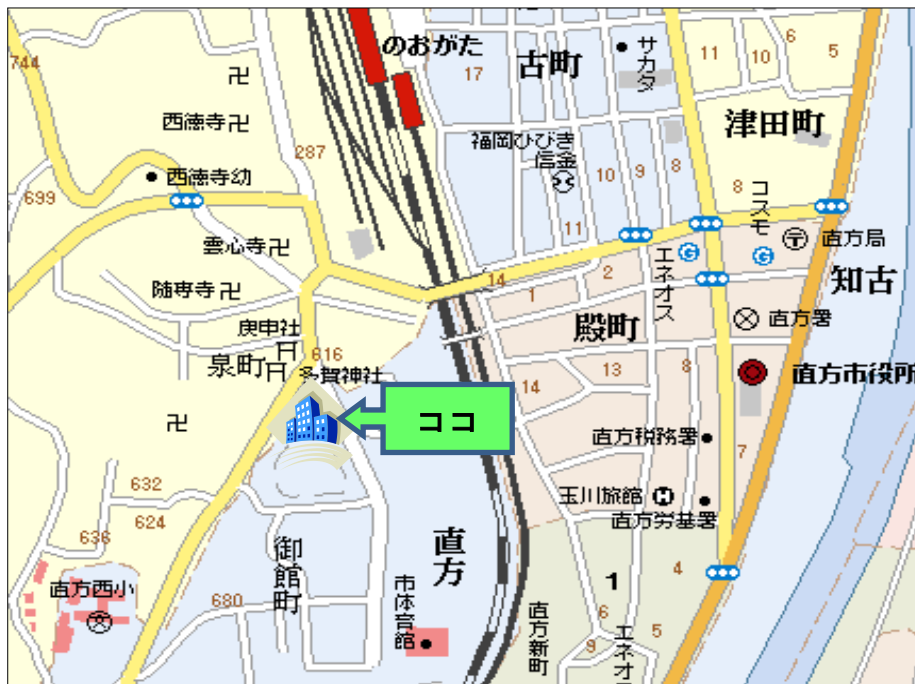 のおがた
古町
サカタ
11
10
6
5
17
744
卍
西徳寺卍
津田町
福岡ひびき
信金
287
西徳寺幼
699
10
9
8
8
コスモ
11
雲心寺卍
〒
直方局
G
G
エネオス
14
2
1
随専寺卍
知古
殿町
直方署
庚申社
616
泉町
多賀神社
13
8
14
直方市役所
ココ
卍
直方税務署
7
632
玉川旅館
H
直方労基署
624
636
直方
御館町
4
1
直方西小
文
680
市体育館
直方新町
6
5
9
エネオス